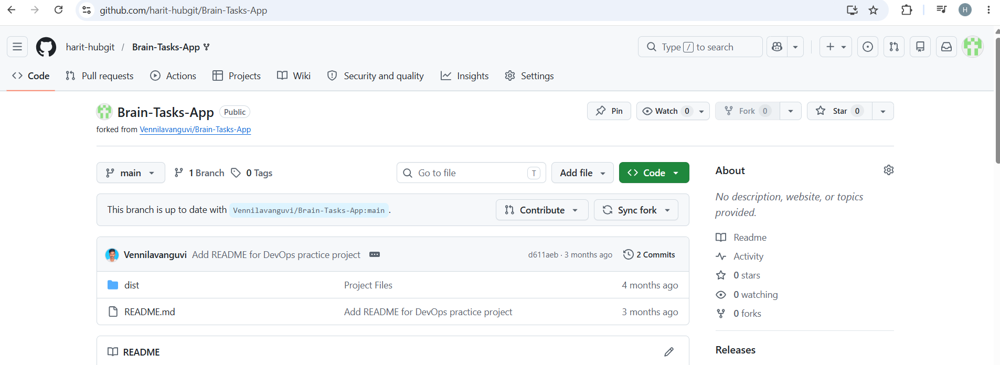 github.com/harit-hubgit/Brain-Tasks-App
H
harit-hubgit / Brain-Tasks-App
Type / to search
Code
Pull requests
Actions
Projects
Wiki
Security and quality
Insights
Settings
Brain-Tasks-App Public
Pin
Watch 0
Fork 0
Star 0
forked from Vennilavanguvi/Brain-Tasks-App
main
1 Branch
0 Tags
Go to file T
Add file
Code
About
No description, website, or topics
provided.
This branch is up to date with Vennilavanguvi/Brain-Tasks-App:main .
Contribute
Sync fork
Vennilavanguvi Add README for DevOps practice project
d611aeb · 3 months ago
2 Commits
dist Project Files 4 months ago
README.md Add README for DevOps practice project 3 months ago
Readme
Activity
0 stars
0 watching
0 forks
README
Releases